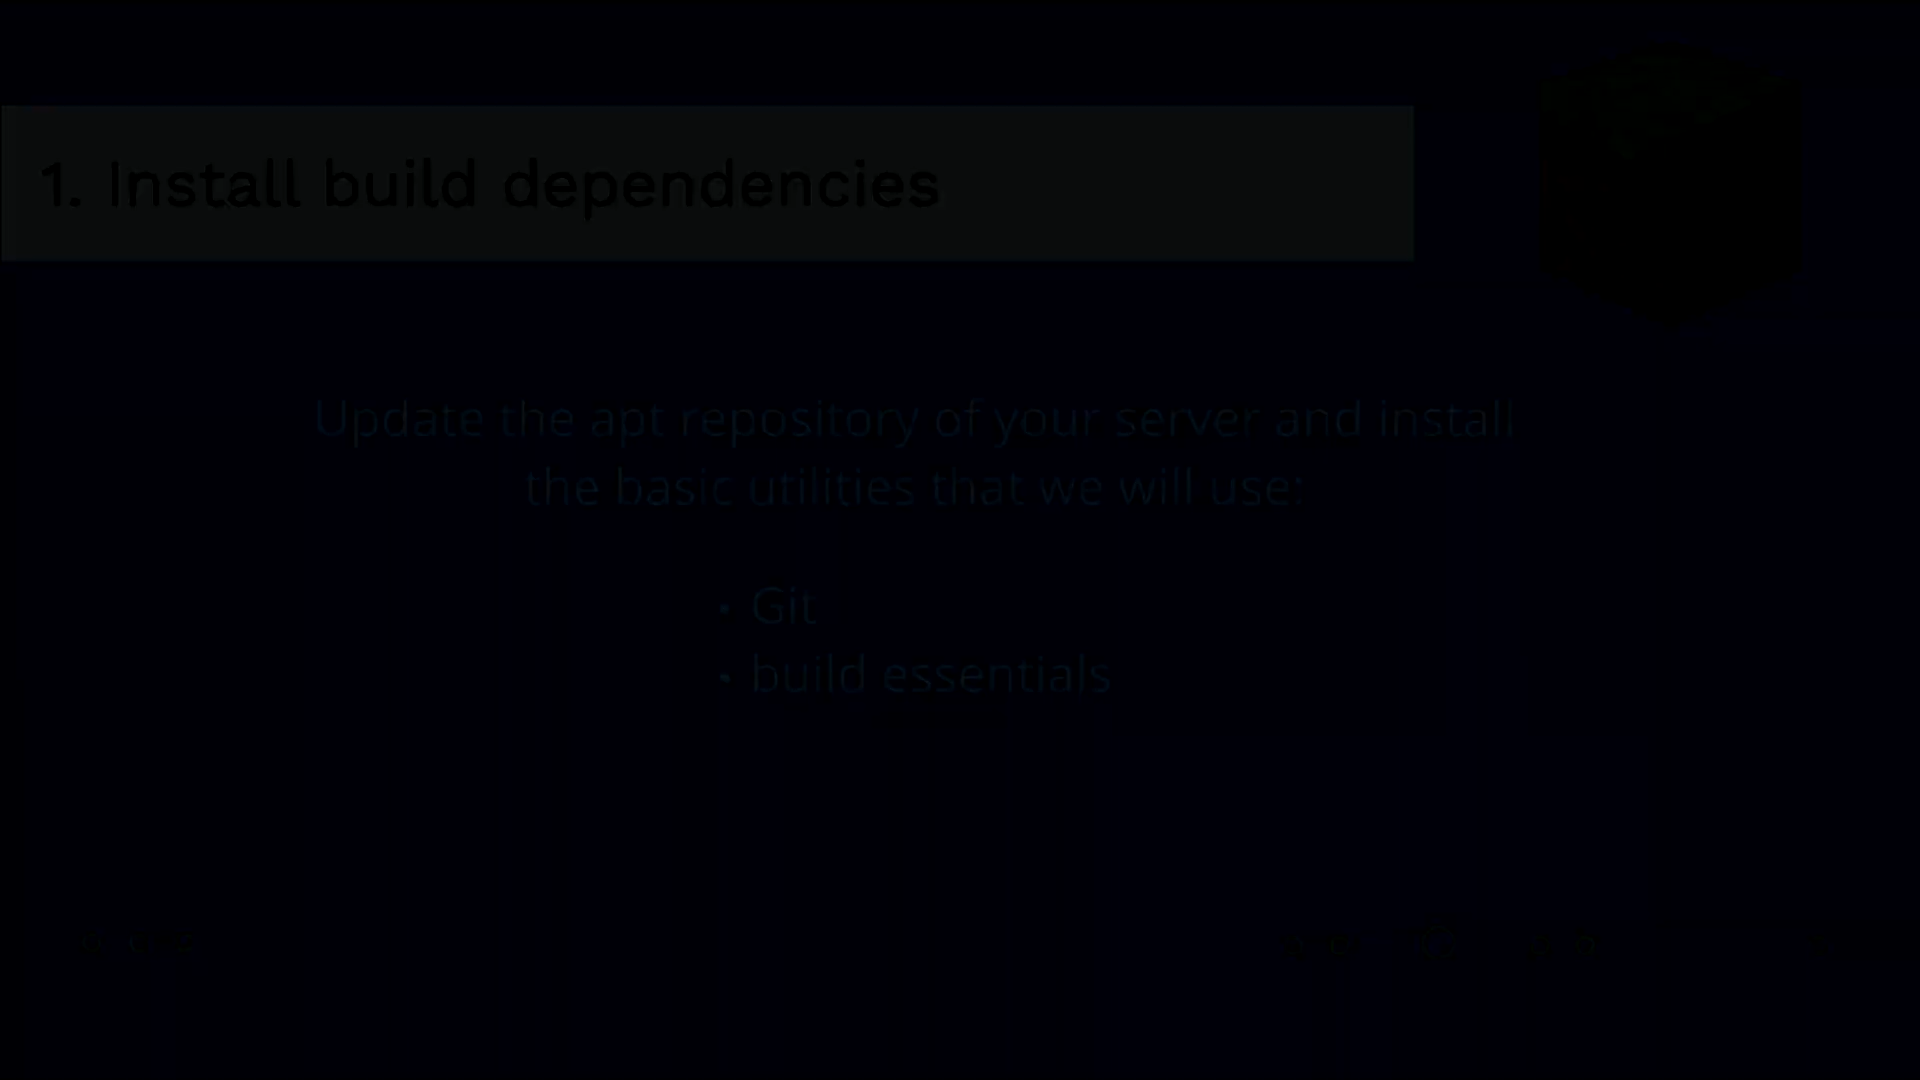 1. Install build dependencies
Update the apt repository of your server and install
the basic utilities that we will use:
• Git
• build essentials